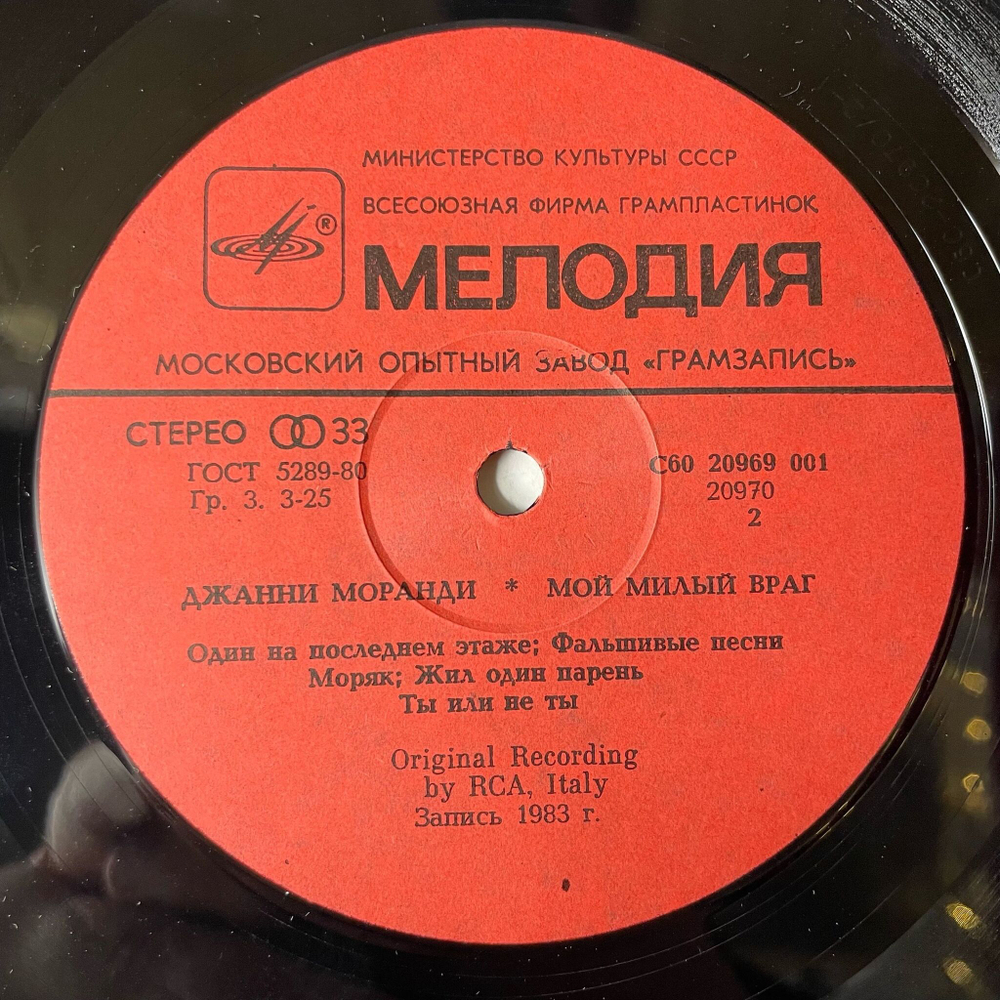 МИНИСТЕРСТВО КУЛЬТУРЫ СССР
ВСЕСОЮЗНАЯ ФИРМА ГРАМПЛАСТИНОК
®
МЕЛОДИЯ
МОСКОВСКИЙ ОПЫТНЫЙ ЗАВОД «ГРАМЗАПИСЬ»
СТЕРЕО 33
ГОСТ 5289-80
Гр. 3. 3-25
С60 20969 001
20970
2
ДЖАННИ МОРАНДИ * МОЙ МИЛЫЙ ВРАГ
Один на последнем этаже; Фальшивые песни
Моряк; Жил один парень
Ты или не ты
Original Recording
by RCA, Italy
Запись 1983 г.